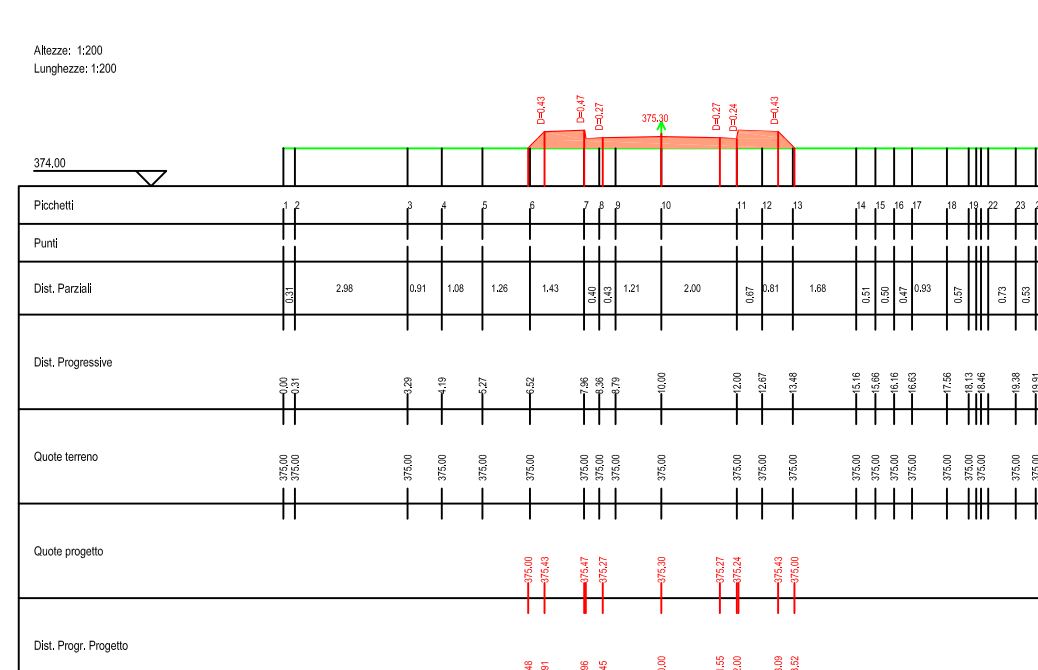 Altezze: 1:200
Lunghezze: 1:200
D=0.43 D=0.47 D=0.27 375.30 D=0.27 D=0.24 D=0.43
374.00
Picchetti 1 2 3 4 5 6 7 8 9 10 11 12 13 14 15 16 17 18 19 22 23
Punti
Dist. Parziali 0.31 2.98 0.91 1.08 1.26 1.43 0.40 0.43 1.21 2.00 0.67 0.81 1.68 0.51 0.50 0.47 0.93 0.57 0.73 0.53
Dist. Progressive 0.00 0.31 3.29 4.19 5.27 6.52 7.96 8.36 8.79 10.00 12.00 12.67 13.48 15.16 15.66 16.16 16.63 17.56 18.13 18.46 19.38 19.91
Quote terreno 375.00 375.00 375.00 375.00 375.00 375.00 375.00 375.00 375.00 375.00 375.00 375.00 375.00 375.00 375.00 375.00 375.00 375.00 375.00 375.00 375.00 375.00
Quote progetto 375.00 375.43 375.47 375.27 375.30 375.27 375.24 375.43 375.00
Dist. Progr. Progetto